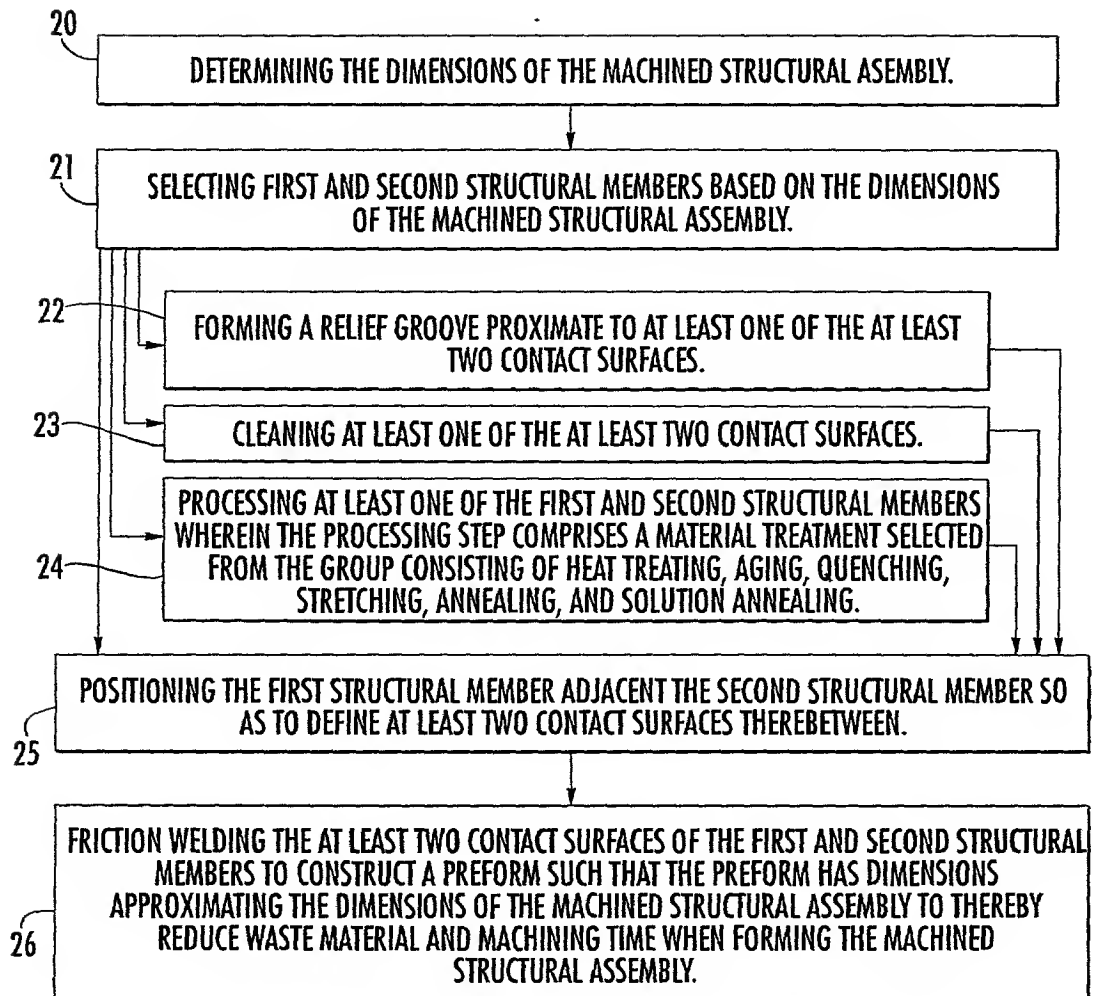 20
DETERMINING THE DIMENSIONS OF THE MACHINED STRUCTURAL ASEMBLY.
21
SELECTING FIRST AND SECOND STRUCTURAL MEMBERS BASED ON THE DIMENSIONS
OF THE MACHINED STRUCTURAL ASSEMBLY.
22
FORMING A RELIEF GROOVE PROXIMATE TO AT LEAST ONE OF THE AT LEAST
TWO CONTACT SURFACES.
23
CLEANING AT LEAST ONE OF THE AT LEAST TWO CONTACT SURFACES.
24
PROCESSING AT LEAST ONE OF THE FIRST AND SECOND STRUCTURAL MEMBERS
WHEREIN THE PROCESSING STEP COMPRISES A MATERIAL TREATMENT SELECTED
FROM THE GROUP CONSISTING OF HEAT TREATING, AGING, QUENCHING,
STRETCHING, ANNEALING, AND SOLUTION ANNEALING.
25
POSITIONING THE FIRST STRUCTURAL MEMBER ADJACENT THE SECOND STRUCTURAL MEMBER SO
AS TO DEFINE AT LEAST TWO CONTACT SURFACES THEREBETWEEN.
26
FRICTION WELDING THE AT LEAST TWO CONTACT SURFACES OF THE FIRST AND SECOND STRUCTURAL
MEMBERS TO CONSTRUCT A PREFORM SUCH THAT THE PREFORM HAS DIMENSIONS
APPROXIMATING THE DIMENSIONS OF THE MACHINED STRUCTURAL ASSEMBLY TO THEREBY
REDUCE WASTE MATERIAL AND MACHINING TIME WHEN FORMING THE MACHINED
STRUCTURAL ASSEMBLY.